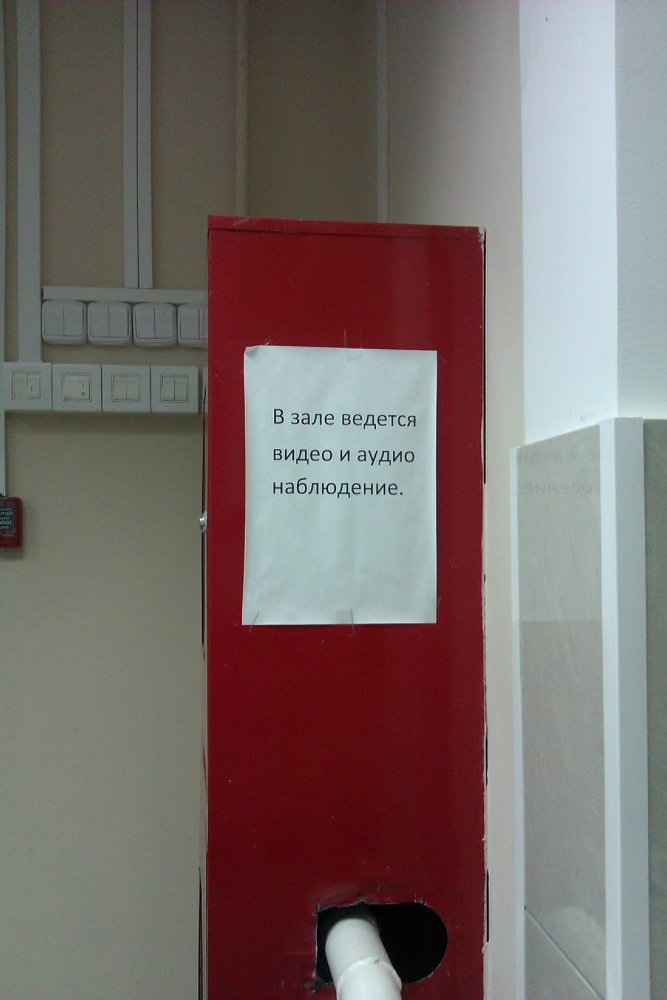 В зале ведется
видео и аудио
наблюдение.